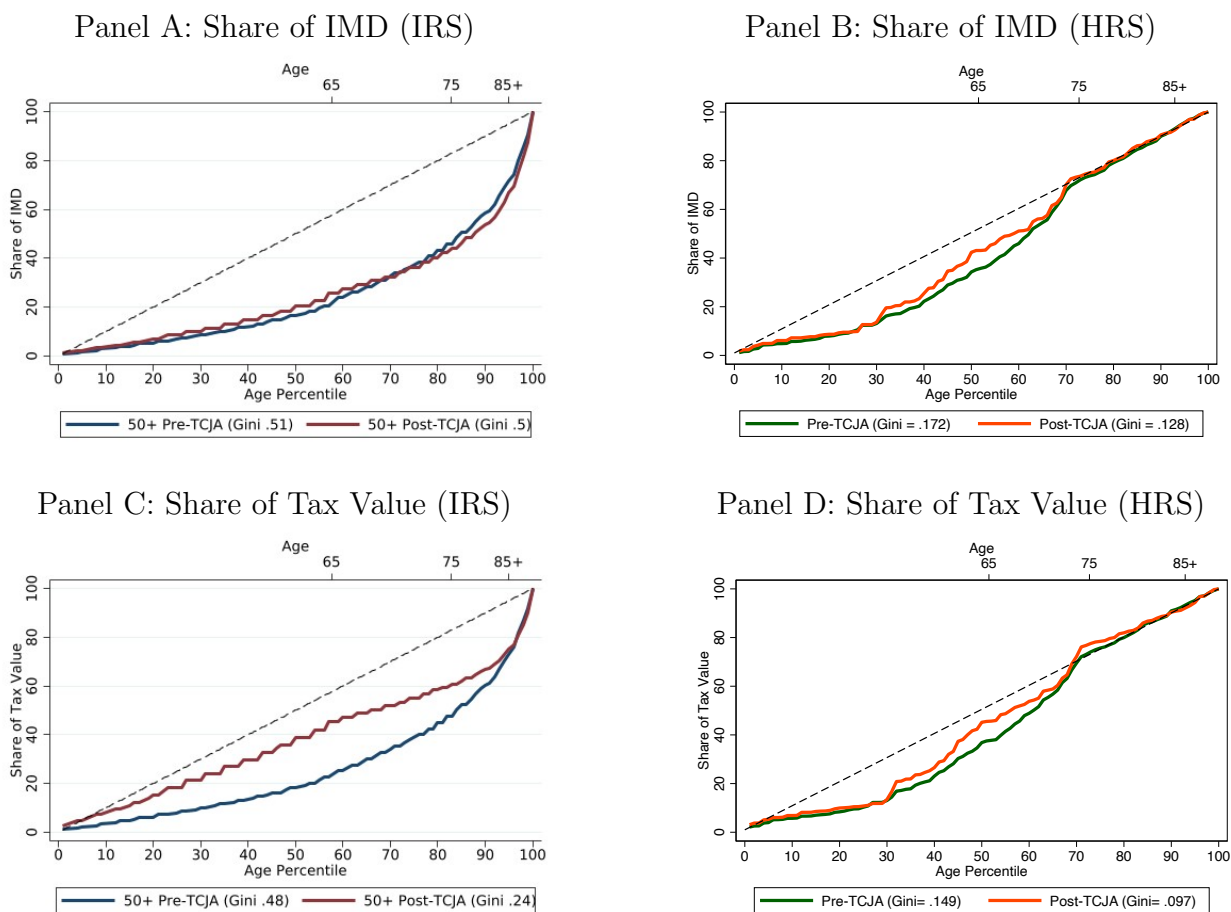 Panel A: Share of IMD (IRS)
Age
65 75 85+
Share of IMD
0 20 40 60 80 100
0 10 20 30 40 50 60 70 80 90 100
Age Percentile
50+ Pre-TCJA (Gini .51) 50+ Post-TCJA (Gini .5)
Panel B: Share of IMD (HRS)
Age
65 75 85+
Share of IMD
0 20 40 60 80 100
0 10 20 30 40 50 60 70 80 90 100
Age Percentile
Pre-TCJA (Gini = .172) Post-TCJA (Gini = .128)
Panel C: Share of Tax Value (IRS)
Age
65 75 85+
Share of Tax Value
0 20 40 60 80 100
0 10 20 30 40 50 60 70 80 90 100
Age Percentile
50+ Pre-TCJA (Gini .48) 50+ Post-TCJA (Gini .24)
Panel D: Share of Tax Value (HRS)
Age
65 75 85+
Share of Tax Value
0 20 40 60 80 100
0 10 20 30 40 50 60 70 80 90 100
Age Percentile
Pre-TCJA (Gini= .149) Post-TCJA (Gini= .097)